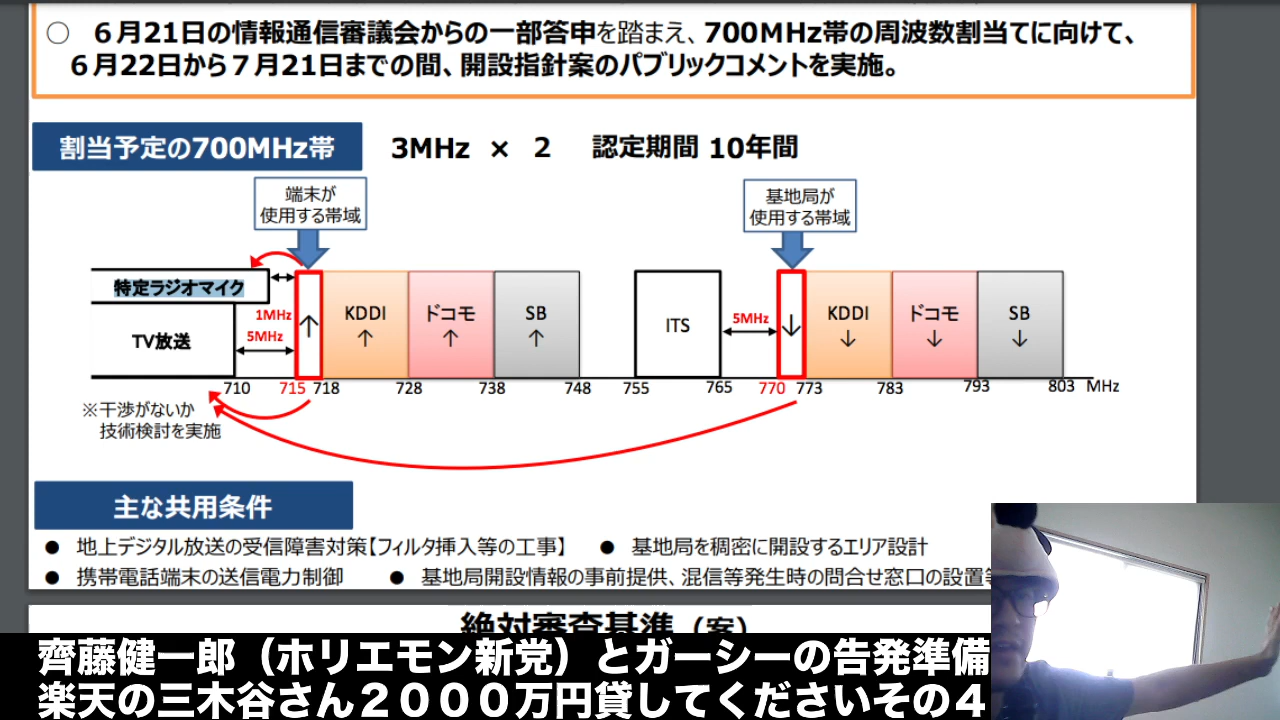 ○ 6月21日の情報通信審議会からの一部答申を踏まえ、700MHz帯の周波数割当てに向けて、
6月22日から7月21日までの間、開設指針案のパブリックコメントを実施。
割当予定の700MHz帯 3MHz × 2 認定期間 10年間
端末が
使用する帯域
基地局が
使用する帯域
特定ラジオマイク
TV放送
1MHz
5MHz
↑
KDDI
↑
ドコモ
↑
SB
↑
ITS
5MHz
↓
KDDI
↓
ドコモ
↓
SB
↓
710 715 718 728 738 748 755 765 770 773 783 793 803 MHz
※干渉がないか
技術検討を実施
主な共用条件
● 地上デジタル放送の受信障害対策【フィルタ挿入等の工事】 ● 基地局を稠密に開設するエリア設計
● 携帯電話端末の送信電力制御 ● 基地局開設情報の事前提供、混信等発生時の問合せ窓口の設置等
絶対審査基準（案）
齊藤健一郎（ホリエモン新党）とガーシーの告発準備
楽天の三木谷さん２０００万円貸してくださいその４